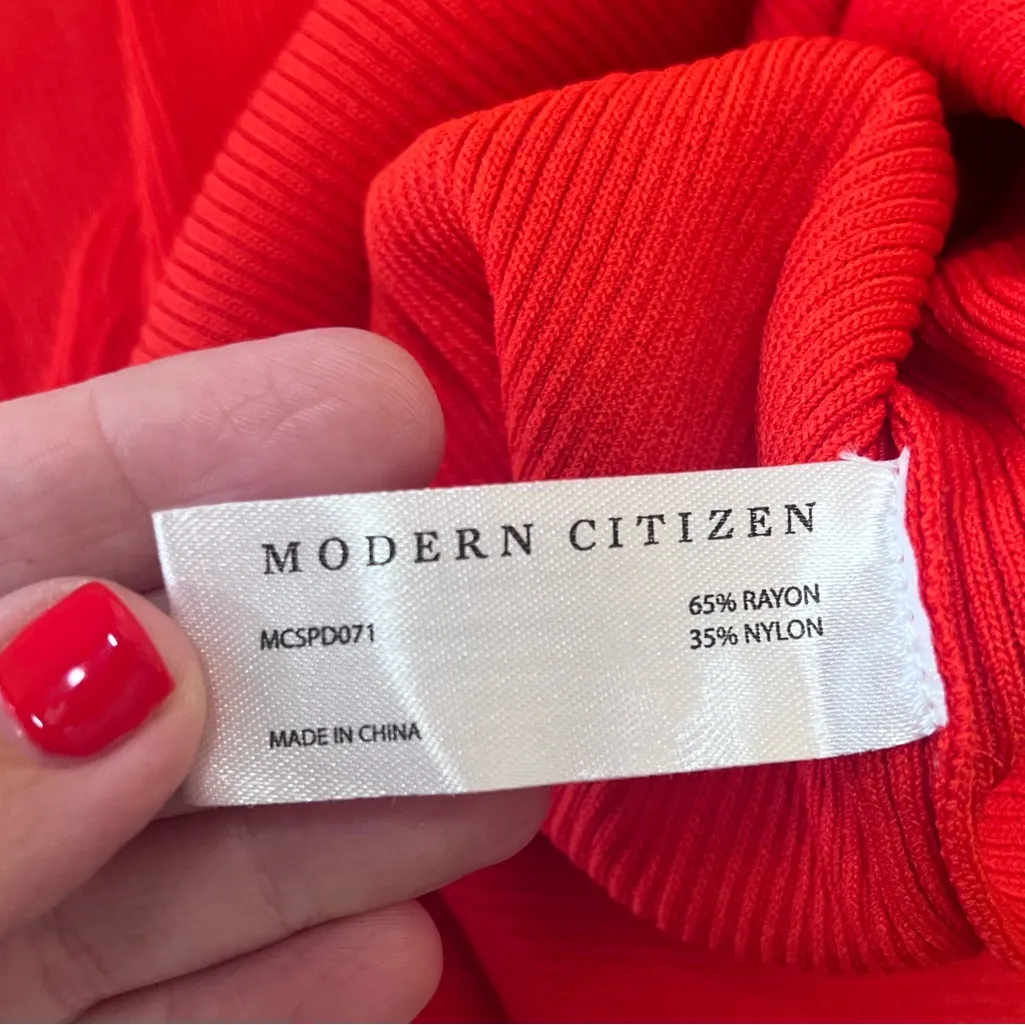 MODERN CITIZEN
MCSPD071
65% RAYON
35% NYLON
MADE IN CHINA